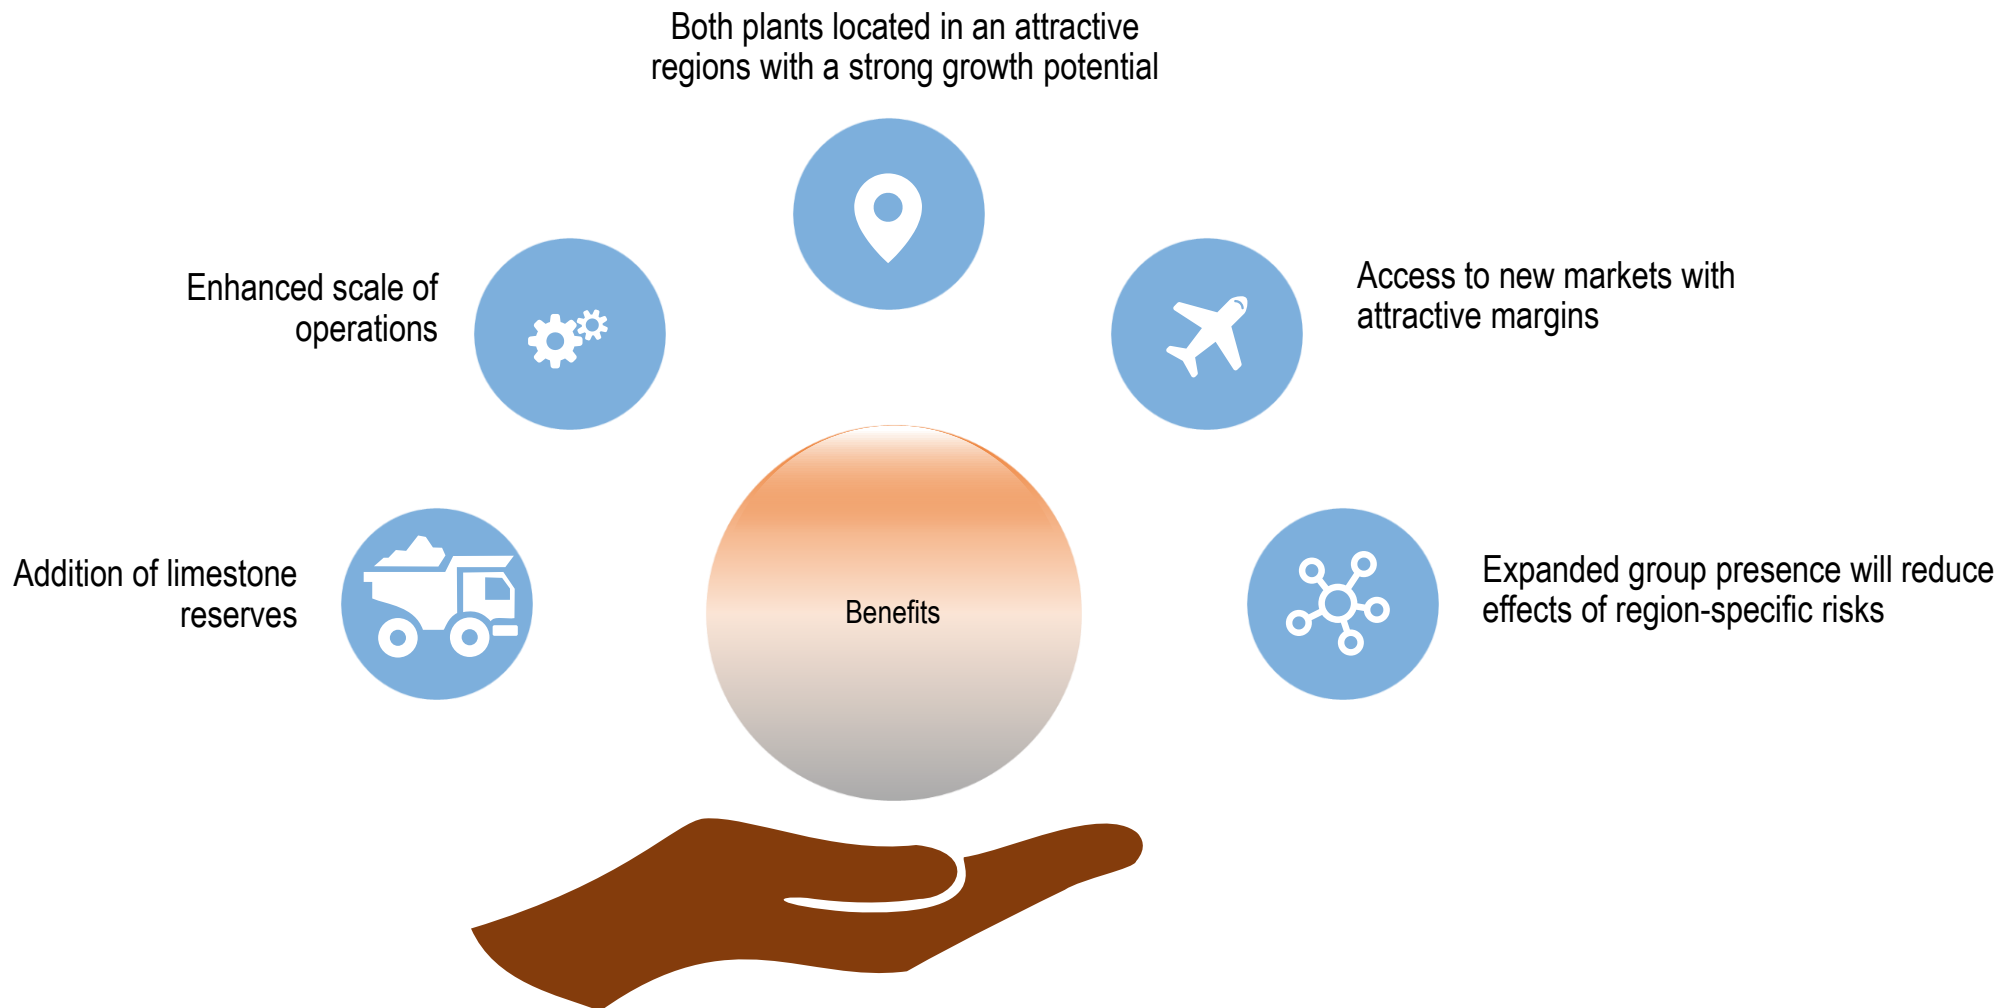 Both plants located in an attractive
regions with a strong growth potential
Enhanced scale of
operations
Access to new markets with
attractive margins
Addition of limestone
reserves
Benefits
Expanded group presence will reduce
effects of region-specific risks